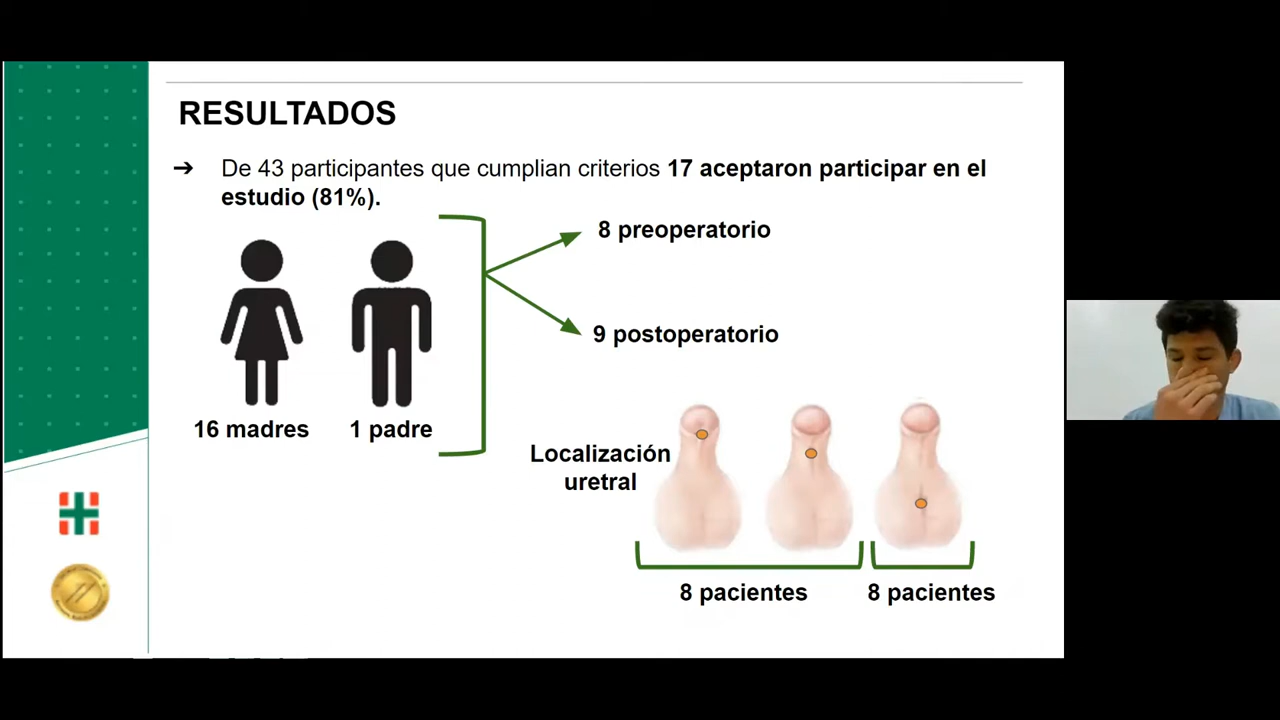 RESULTADOS
➔ De 43 participantes que cumplian criterios 17 aceptaron participar en el
estudio (81%).
8 preoperatorio
9 postoperatorio
16 madres
1 padre
Localización
uretral
8 pacientes
8 pacientes